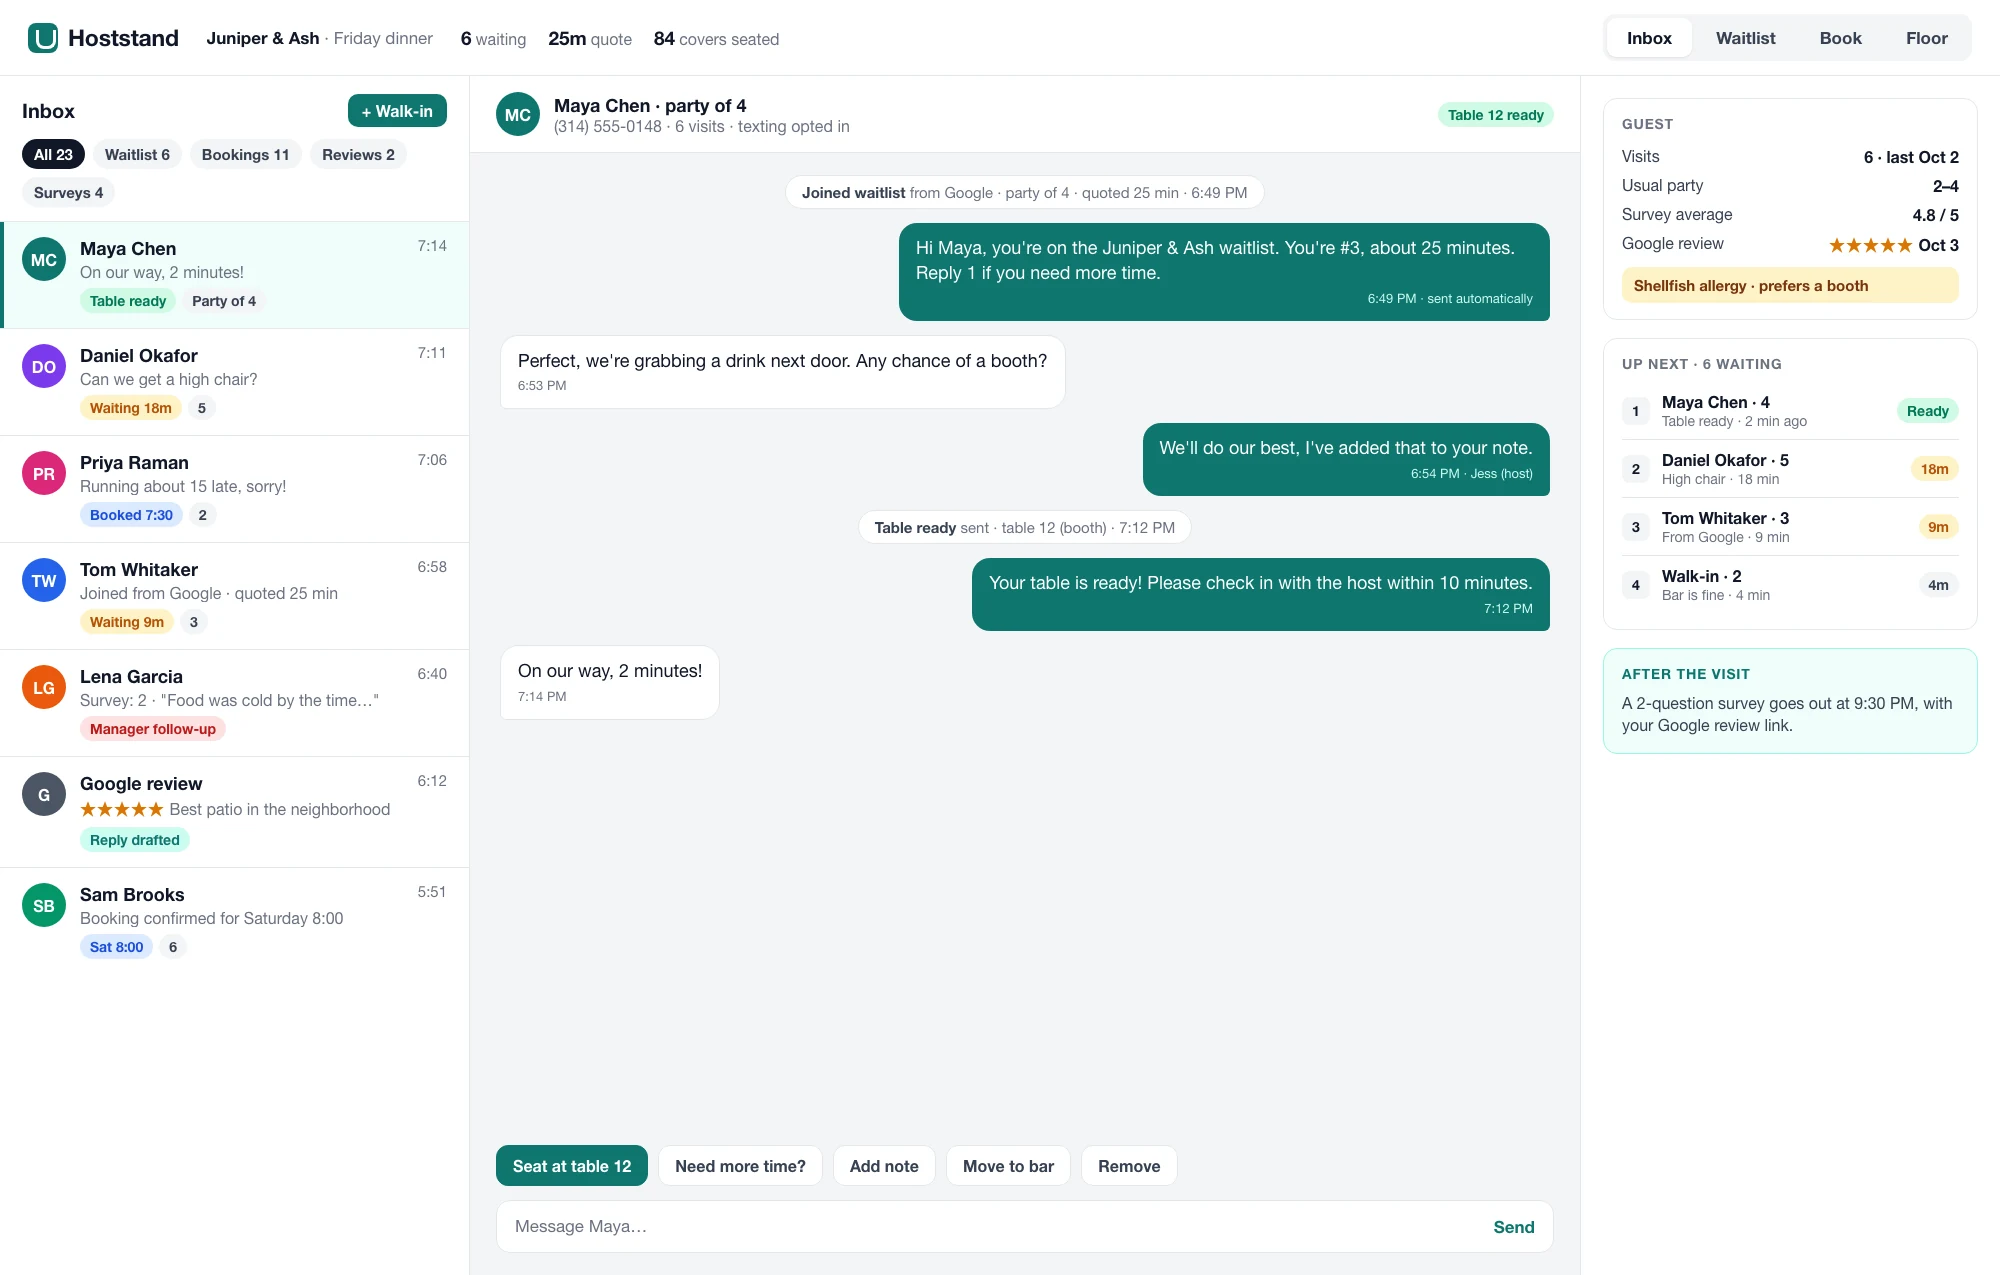 Hoststand
Juniper & Ash · Friday dinner
6 waiting
25m quote
84 covers seated
Inbox
Waitlist
Book
Floor
Inbox
+ Walk-in
All 23
Waitlist 6
Bookings 11
Reviews 2
Surveys 4
MC
Maya Chen
7:14
On our way, 2 minutes!
Table ready
Party of 4
DO
Daniel Okafor
7:11
Can we get a high chair?
Waiting 18m
5
PR
Priya Raman
7:06
Running about 15 late, sorry!
Booked 7:30
2
TW
Tom Whitaker
6:58
Joined from Google · quoted 25 min
Waiting 9m
3
LG
Lena Garcia
6:40
Survey: 2 · "Food was cold by the time…"
Manager follow-up
G
Google review
6:12
★★★★★ Best patio in the neighborhood
Reply drafted
SB
Sam Brooks
5:51
Booking confirmed for Saturday 8:00
Sat 8:00
6
MC
Maya Chen · party of 4
(314) 555-0148 · 6 visits · texting opted in
Table 12 ready
Joined waitlist from Google · party of 4 · quoted 25 min · 6:49 PM
Hi Maya, you're on the Juniper & Ash waitlist. You're #3, about 25 minutes.
Reply 1 if you need more time.
6:49 PM · sent automatically
Perfect, we're grabbing a drink next door. Any chance of a booth?
6:53 PM
We'll do our best, I've added that to your note.
6:54 PM · Jess (host)
Table ready sent · table 12 (booth) · 7:12 PM
Your table is ready! Please check in with the host within 10 minutes.
7:12 PM
On our way, 2 minutes!
7:14 PM
Seat at table 12
Need more time?
Add note
Move to bar
Remove
Message Maya…
Send
GUEST
Visits
6 · last Oct 2
Usual party
2–4
Survey average
4.8 / 5
Google review
★★★★★ Oct 3
Shellfish allergy · prefers a booth
UP NEXT · 6 WAITING
1
Maya Chen · 4
Table ready · 2 min ago
Ready
2
Daniel Okafor · 5
High chair · 18 min
18m
3
Tom Whitaker · 3
From Google · 9 min
9m
4
Walk-in · 2
Bar is fine · 4 min
4m
AFTER THE VISIT
A 2-question survey goes out at 9:30 PM, with
your Google review link.